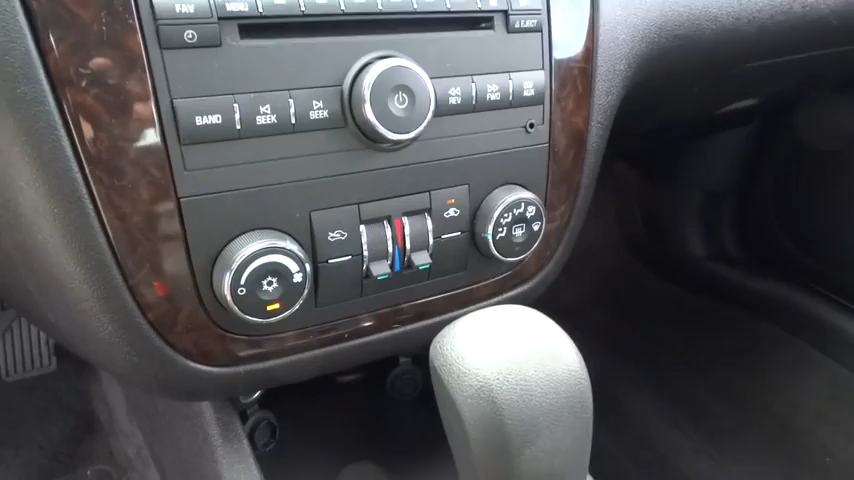 FAV
MENU
EJECT
BAND
SEEK
SEEK
REV
FWD
AUX